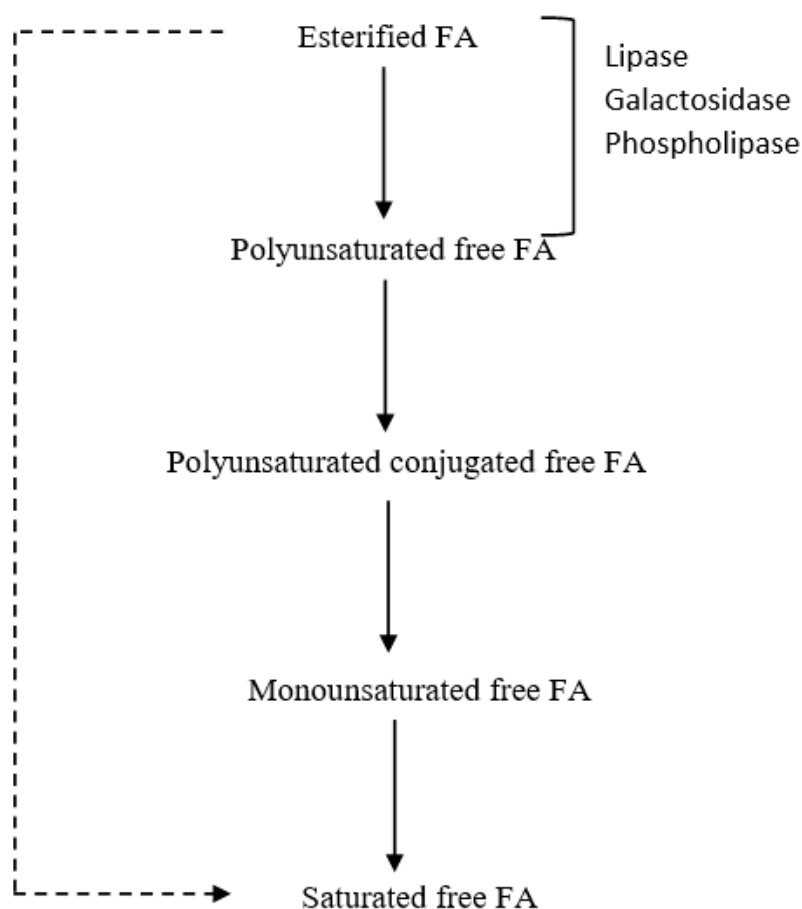 Esterified FA
Lipase
Galactosidase
Phospholipase
Polyunsaturated free FA
Polyunsaturated conjugated free FA
Monounsaturated free FA
Saturated free FA